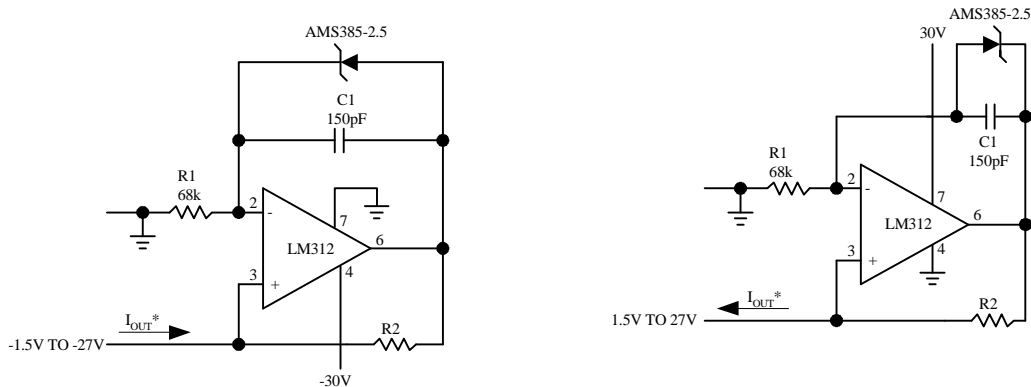 AMS385-2.5
C1
150pF
R1
68k
2
-
7
LM312
6
3
+
4
I_OUT*
R2
-1.5V TO -27V
-30V
AMS385-2.5
30V
C1
150pF
R1
68k
2
-
7
LM312
6
3
+
4
I_OUT*
R2
1.5V TO 27V